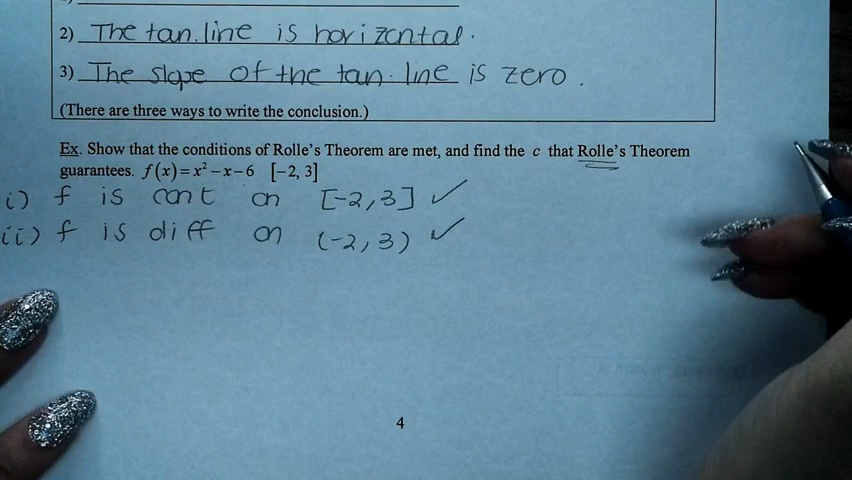 2) The tan. line is horizontal.
3) The slope of the tan. line is zero.
(There are three ways to write the conclusion.)
Ex. Show that the conditions of Rolle's Theorem are met, and find the c that Rolle's Theorem
guarantees. f(x)=x²−x−6 [−2, 3]
i) f is cont on [-2,3] ✓
ii) f is diff on (-2,3) ✓
4